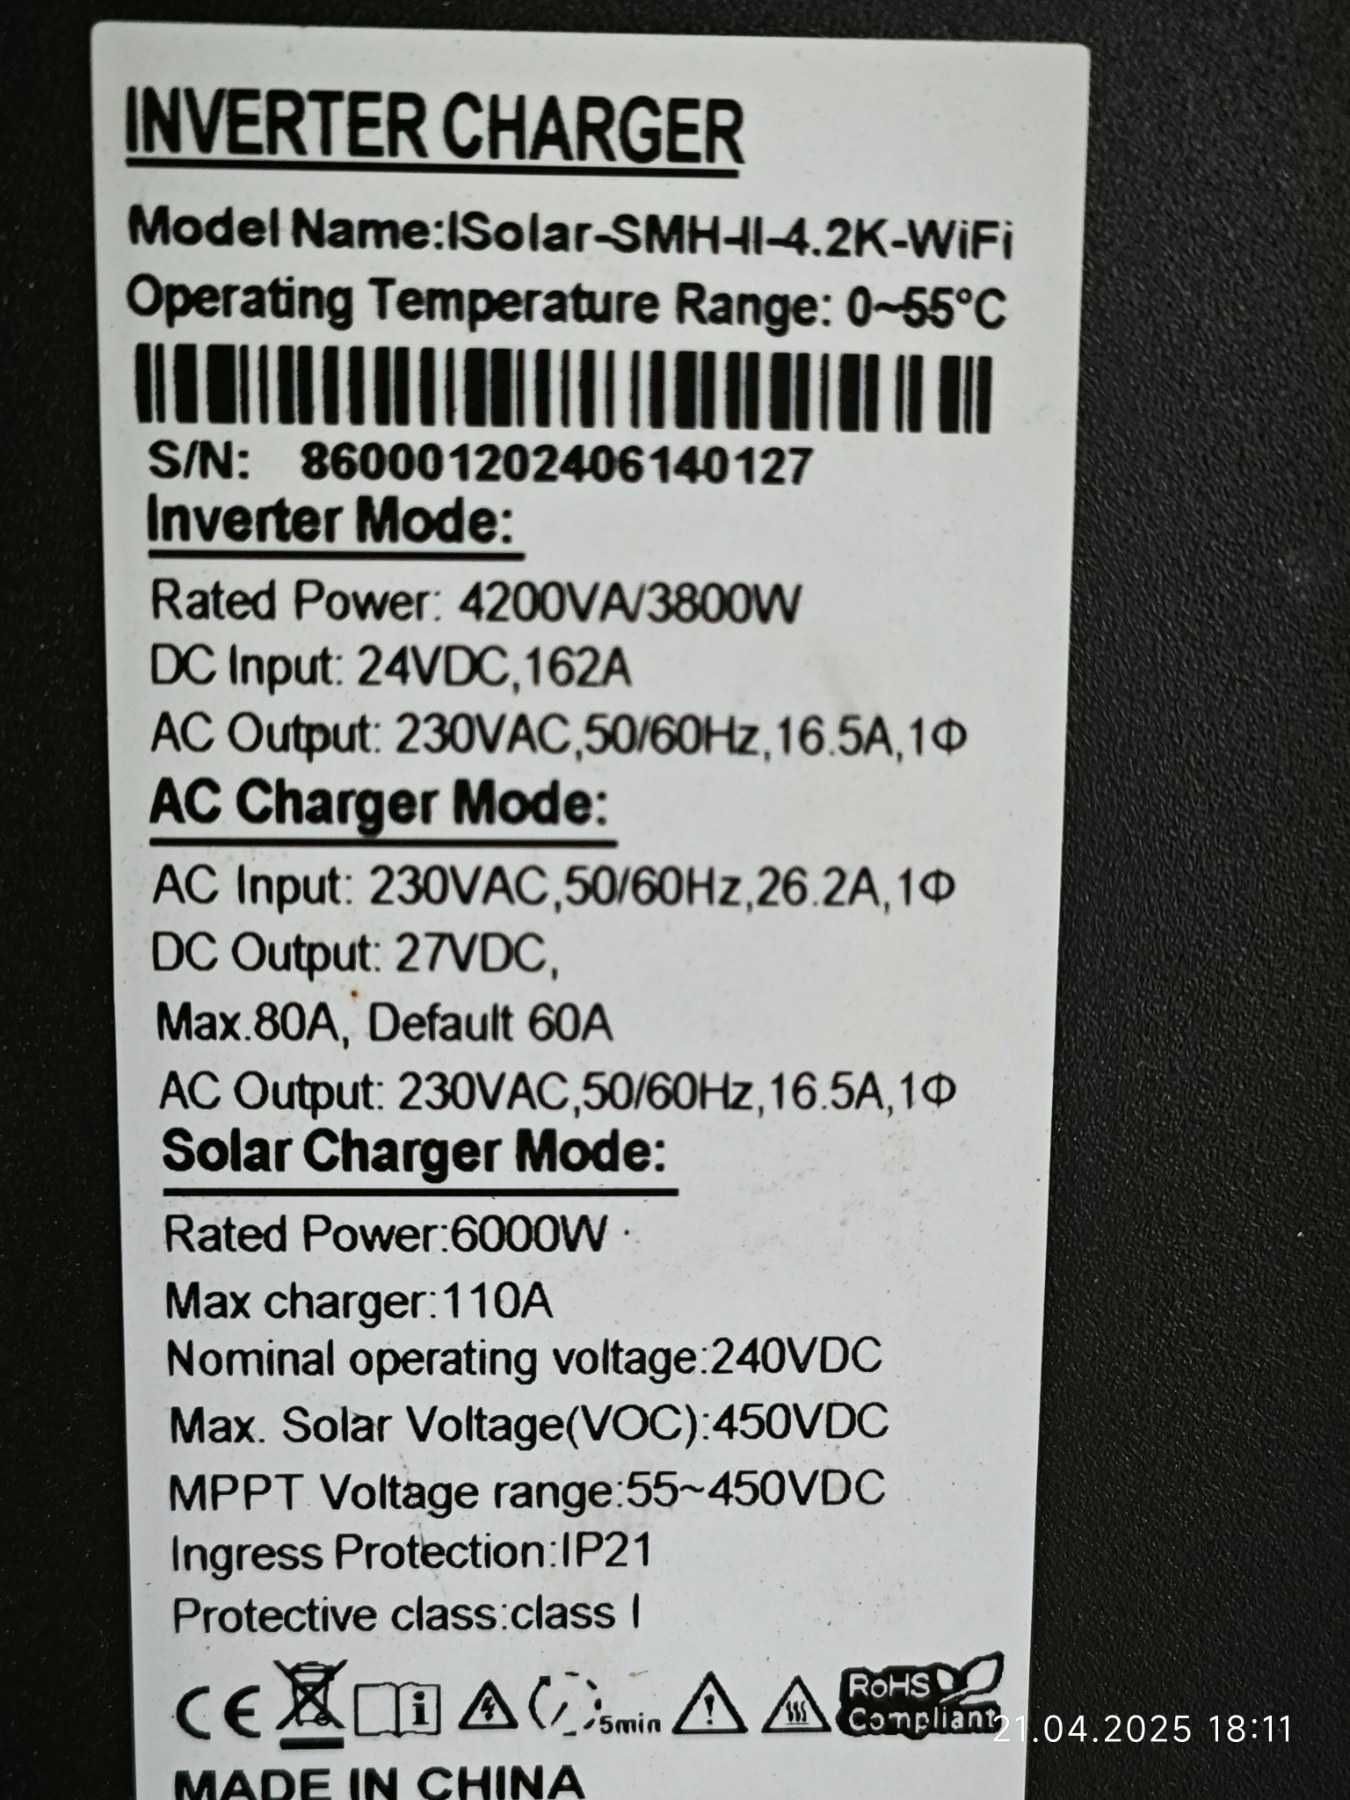 INVERTER CHARGER
Model Name:ISolar-SMH-II-4.2K-WiFi
Operating Temperature Range: 0~55°C
S/N: 860001202406140127
Inverter Mode:
Rated Power: 4200VA/3800W
DC Input: 24VDC,162A
AC Output: 230VAC,50/60Hz,16.5A,1Φ
AC Charger Mode:
AC Input: 230VAC,50/60Hz,26.2A,1Φ
DC Output: 27VDC,
Max.80A, Default 60A
AC Output: 230VAC,50/60Hz,16.5A,1Φ
Solar Charger Mode:
Rated Power:6000W
Max charger:110A
Nominal operating voltage:240VDC
Max. Solar Voltage(VOC):450VDC
MPPT Voltage range:55~450VDC
Ingress Protection:IP21
Protective class:class I
CE 5min RoHS
Compliant
21.04.2025 18:11
MADE IN CHINA